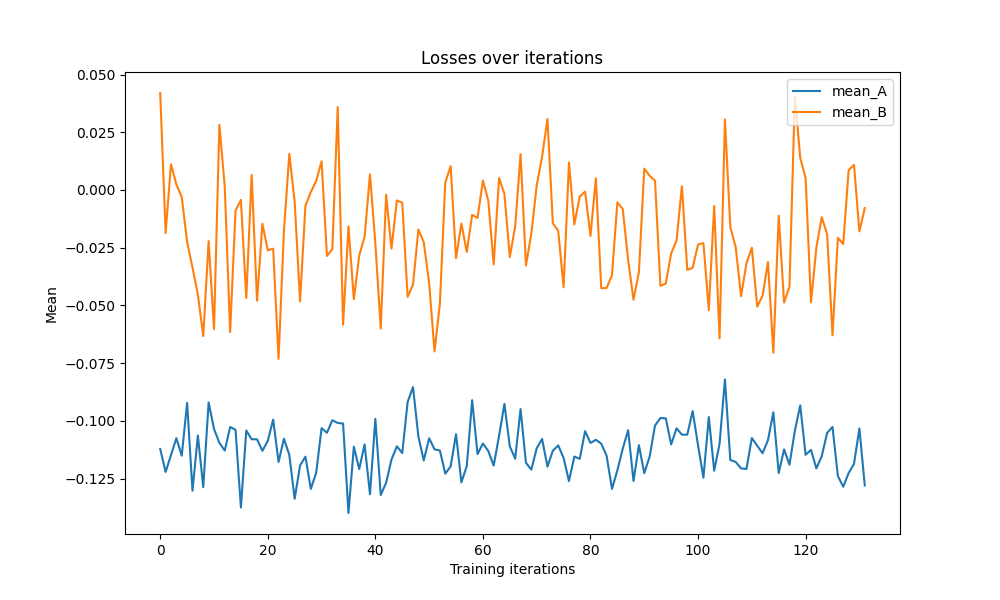 Losses over iterations
mean_A
mean_B
Mean
0.050
0.025
0.000
−0.025
−0.050
−0.075
−0.100
−0.125
0 20 40 60 80 100 120
Training iterations